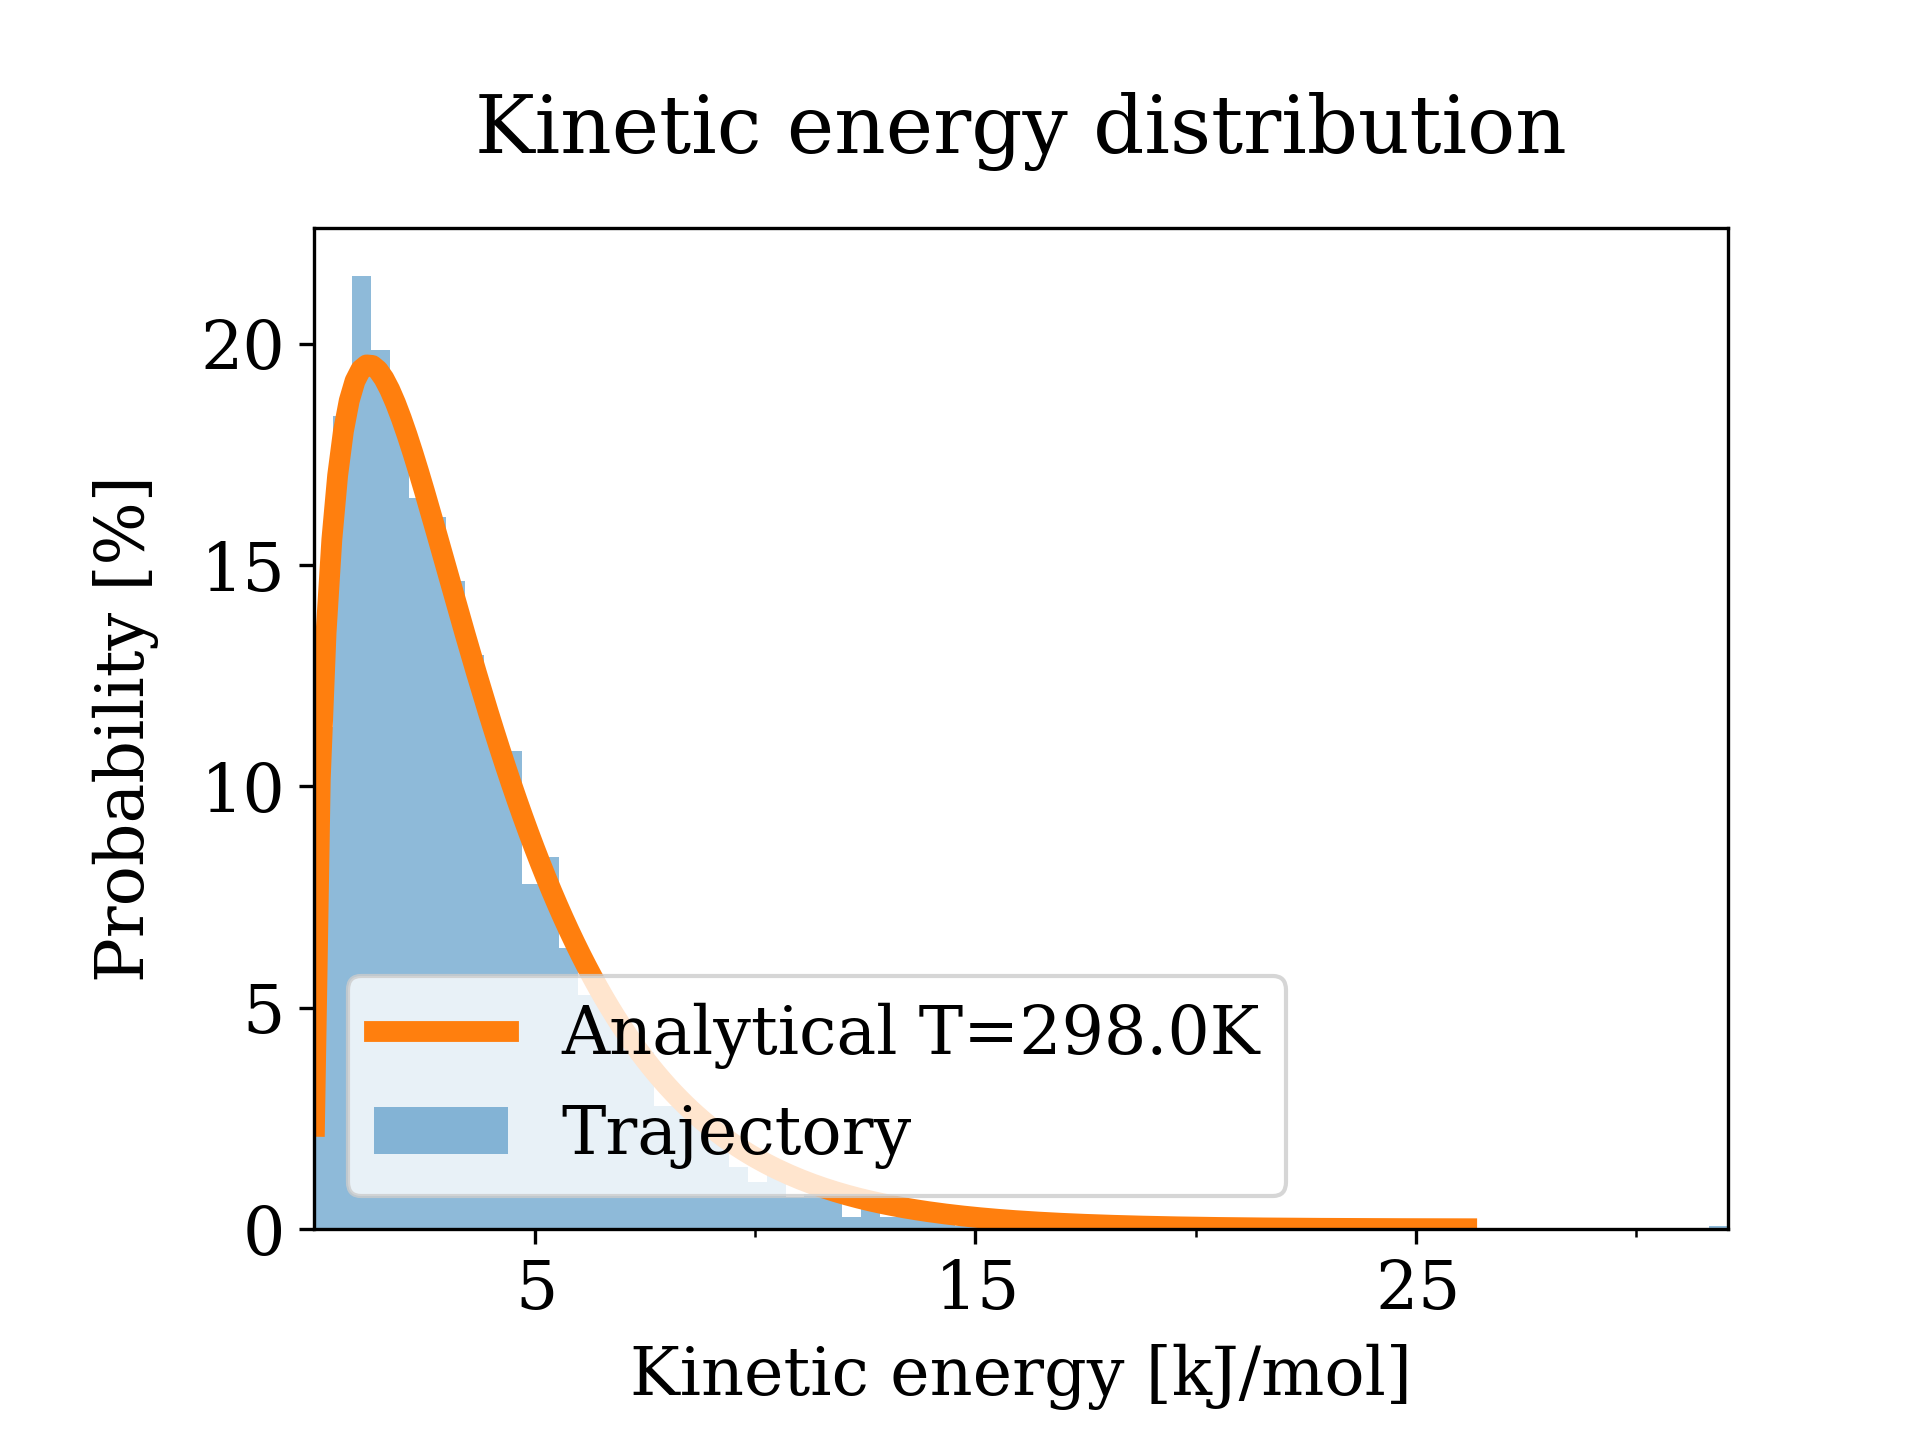 Kinetic energy distribution
20
15
10
5
0
Probability [%]
Analytical T=298.0K
Trajectory
5 15 25
Kinetic energy [kJ/mol]